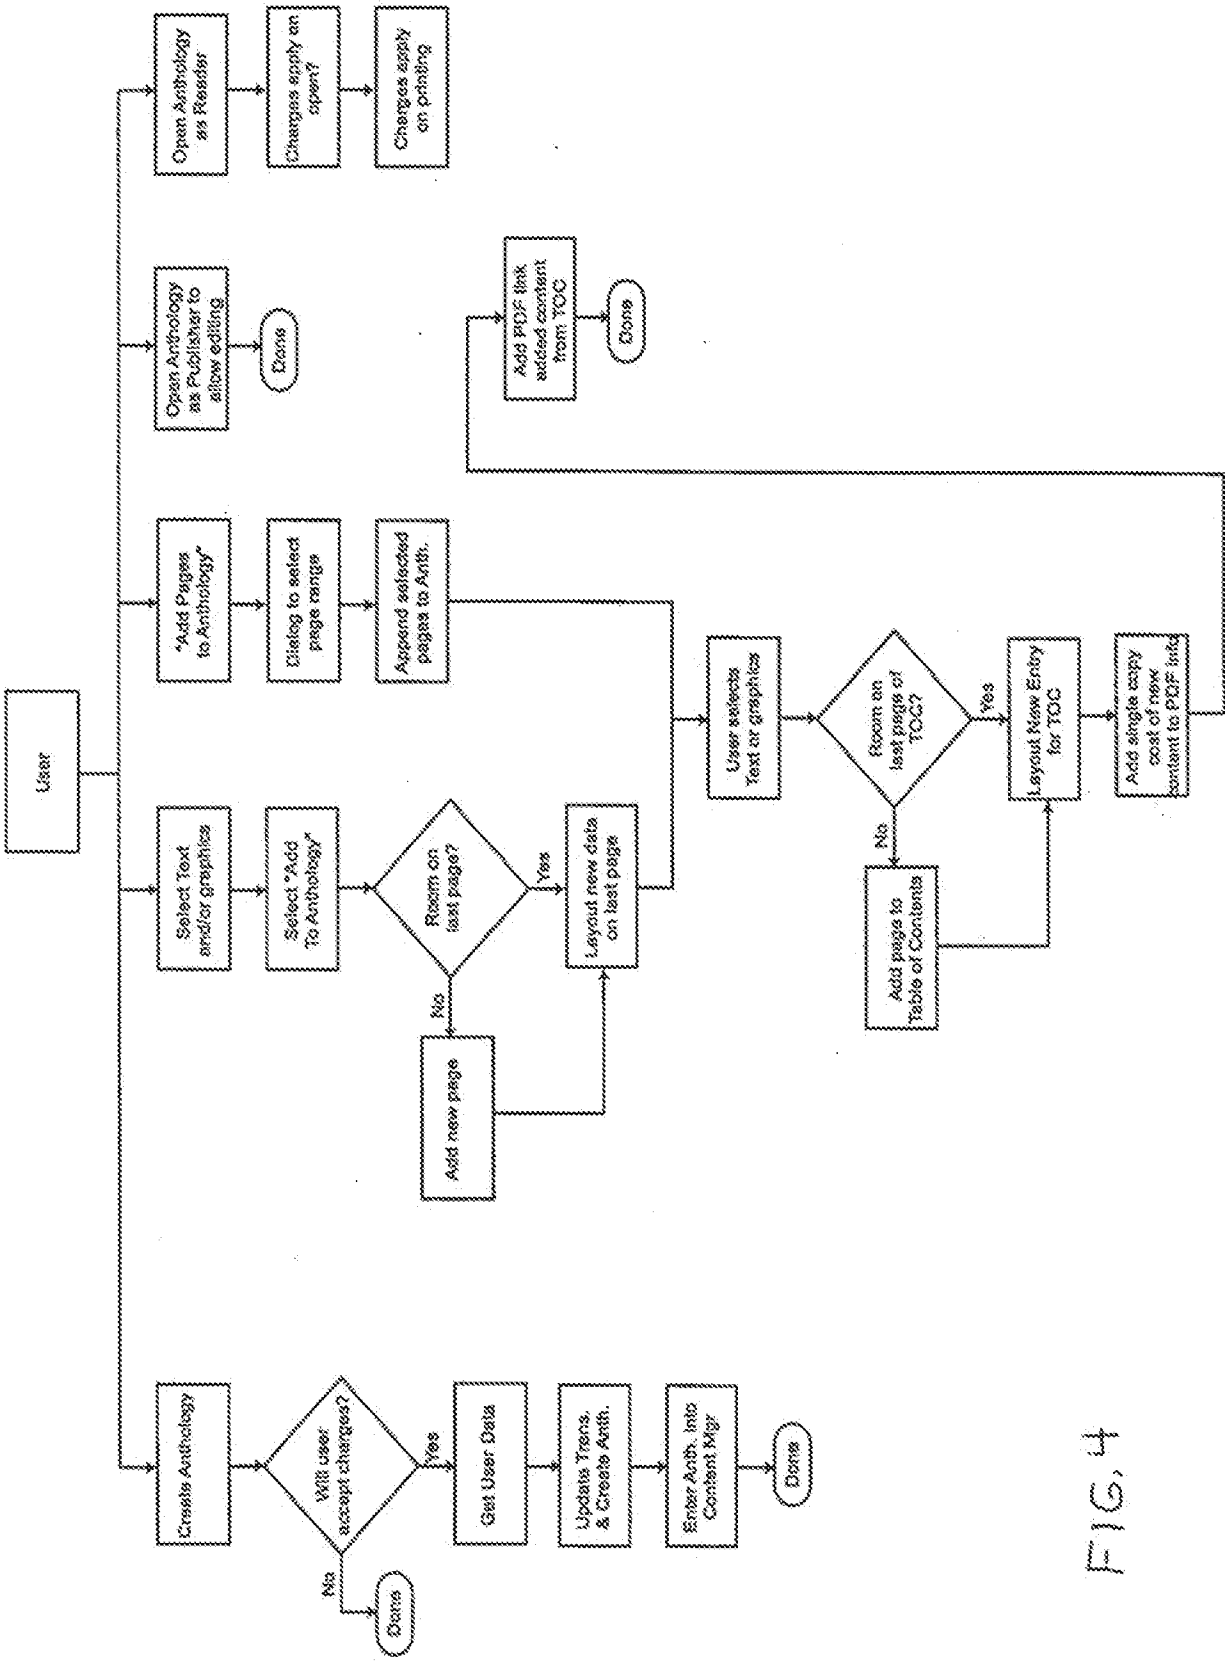 User
Create Anthology
Will user
accept charges?
No
Done
Yes
Get User Data
Update Trans.
& Create Anth.
Enter Anth. into
Content Mgr
Done
Select Text
and/or graphics
Select "Add
To Anthology"
Room on
last page?
No
Add new page
Yes
Layout new data
on last page
"Add Pages
to Anthology"
Dialog to select
page range
Append selected
pages to Anth.
User selects
Text or graphics
Room on
last page of
TOC?
No
Add page to
Table of Contents
Yes
Layout New Entry
for TOC
Add single copy
cost of new
content to PDF info
Add PDF link
added content
from TOC
Done
Open Anthology
as Publisher to
allow editing
Done
Open Anthology
as Reader
Charges apply on
open?
Charges apply
on printing
FIG. 4